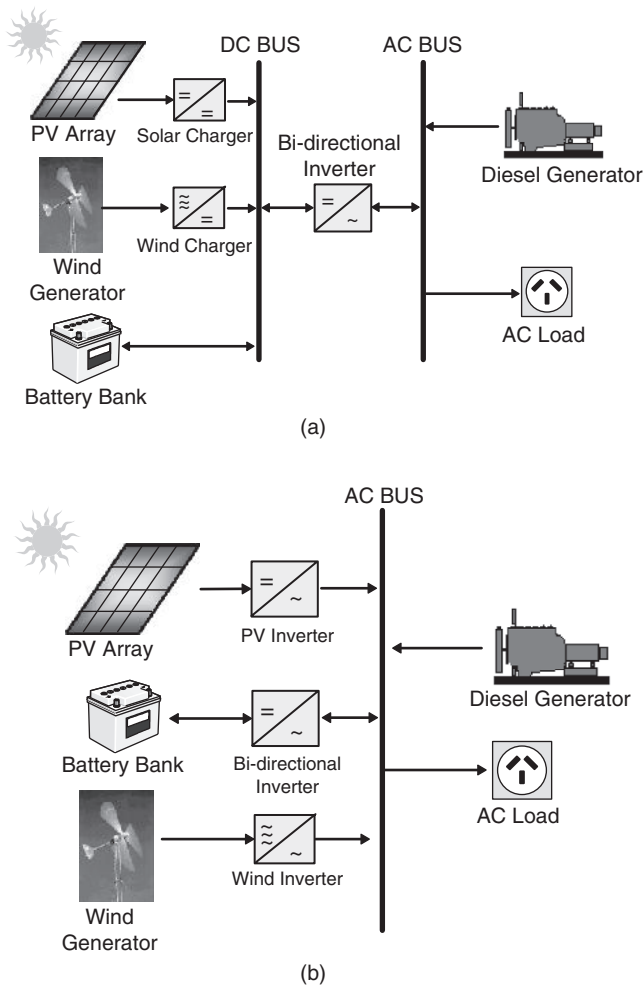 DC BUS
AC BUS
PV Array
Solar Charger
Bi-directional
Inverter
Diesel Generator
Wind Charger
Wind
Generator
AC Load
Battery Bank
(a)
AC BUS
PV Array
PV Inverter
Diesel Generator
Battery Bank
Bi-directional
Inverter
AC Load
Wind Inverter
Wind
Generator
(b)